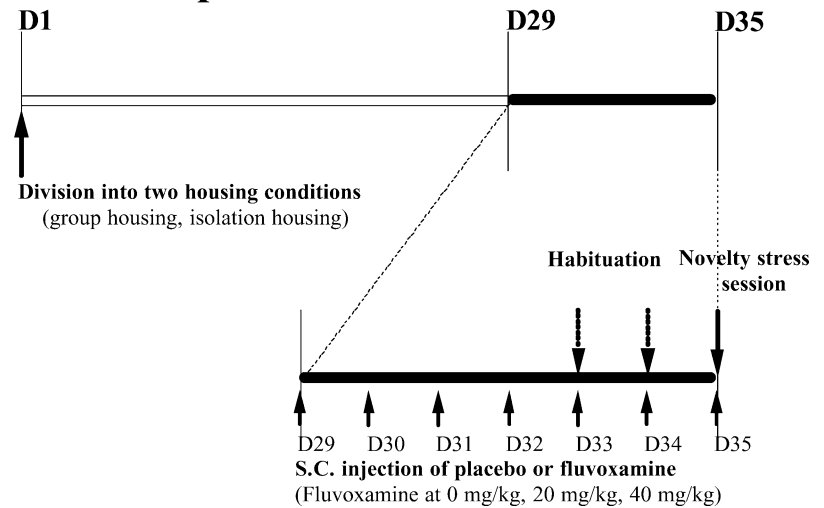 D1 D29 D35
Division into two housing conditions
(group housing, isolation housing)
Habituation Novelty stress
session
D29 D30 D31 D32 D33 D34 D35
S.C. injection of placebo or fluvoxamine
(Fluvoxamine at 0 mg/kg, 20 mg/kg, 40 mg/kg)